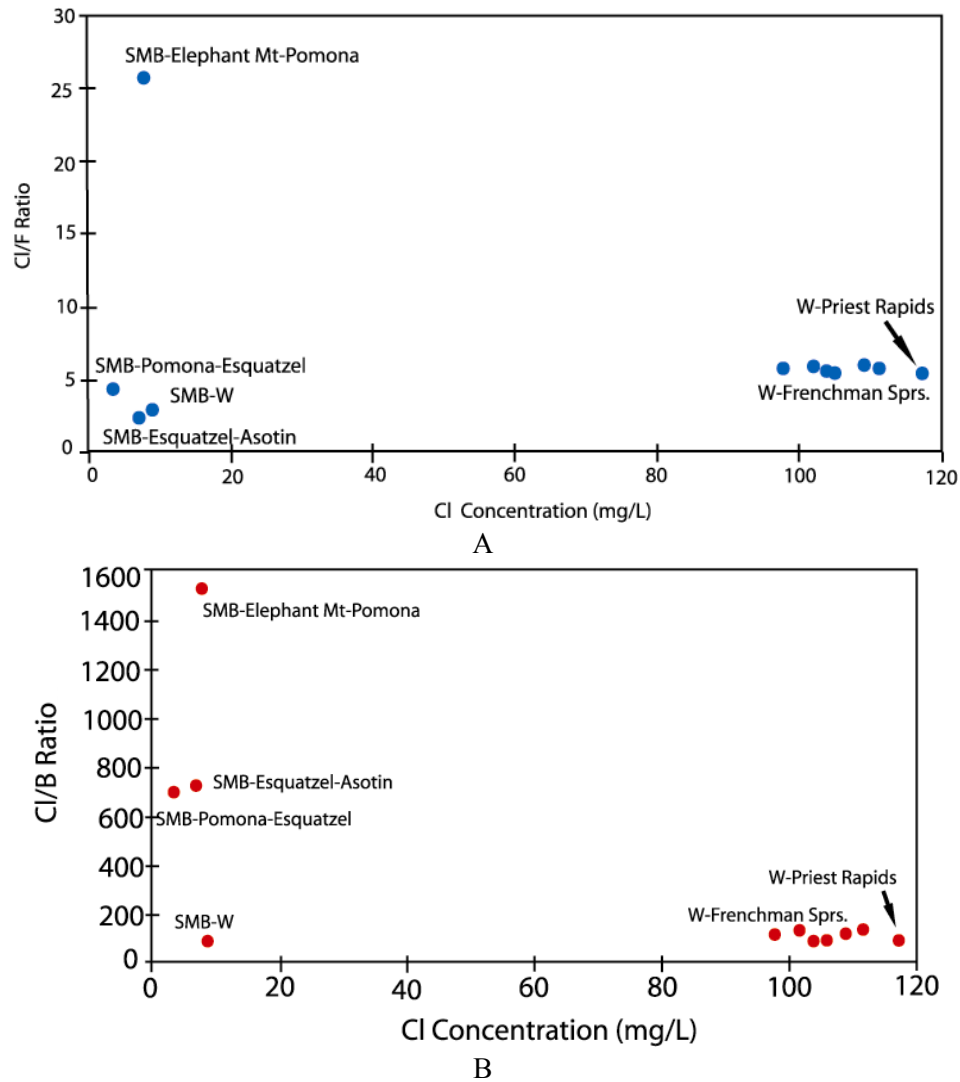 30
SMB-Elephant Mt-Pomona
25
20
Cl/F Ratio
15
10
W-Priest Rapids
SMB-Pomona-Esquatzel
5
SMB-W
W-Frenchman Sprs.
SMB-Esquatzel-Asotin
0
0 20 40 60 80 100 120
Cl Concentration (mg/L)
A
1600
SMB-Elephant Mt-Pomona
1400
1200
1000
Cl/B Ratio
800
SMB-Esquatzel-Asotin
600
SMB-Pomona-Esquatzel
400
W-Priest Rapids
200
SMB-W
W-Frenchman Sprs.
0
0 20 40 60 80 100 120
Cl Concentration (mg/L)
B